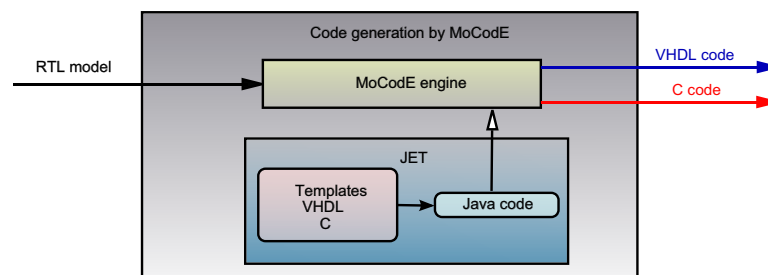 Code generation by MoCodE
RTL model
MoCodE engine
VHDL code
C code
JET
Templates
VHDL
C
Java code